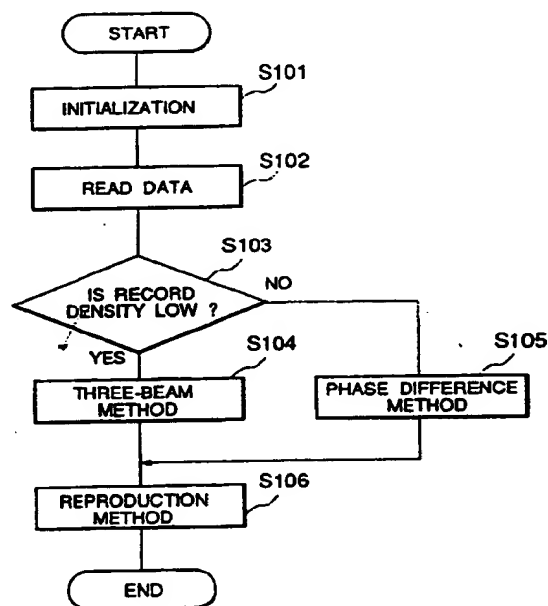 START
S101
INITIALIZATION
S102
READ DATA
S103
IS RECORD
DENSITY LOW ?
NO
YES
S104
THREE-BEAM
METHOD
S105
PHASE DIFFERENCE
METHOD
S106
REPRODUCTION
METHOD
END